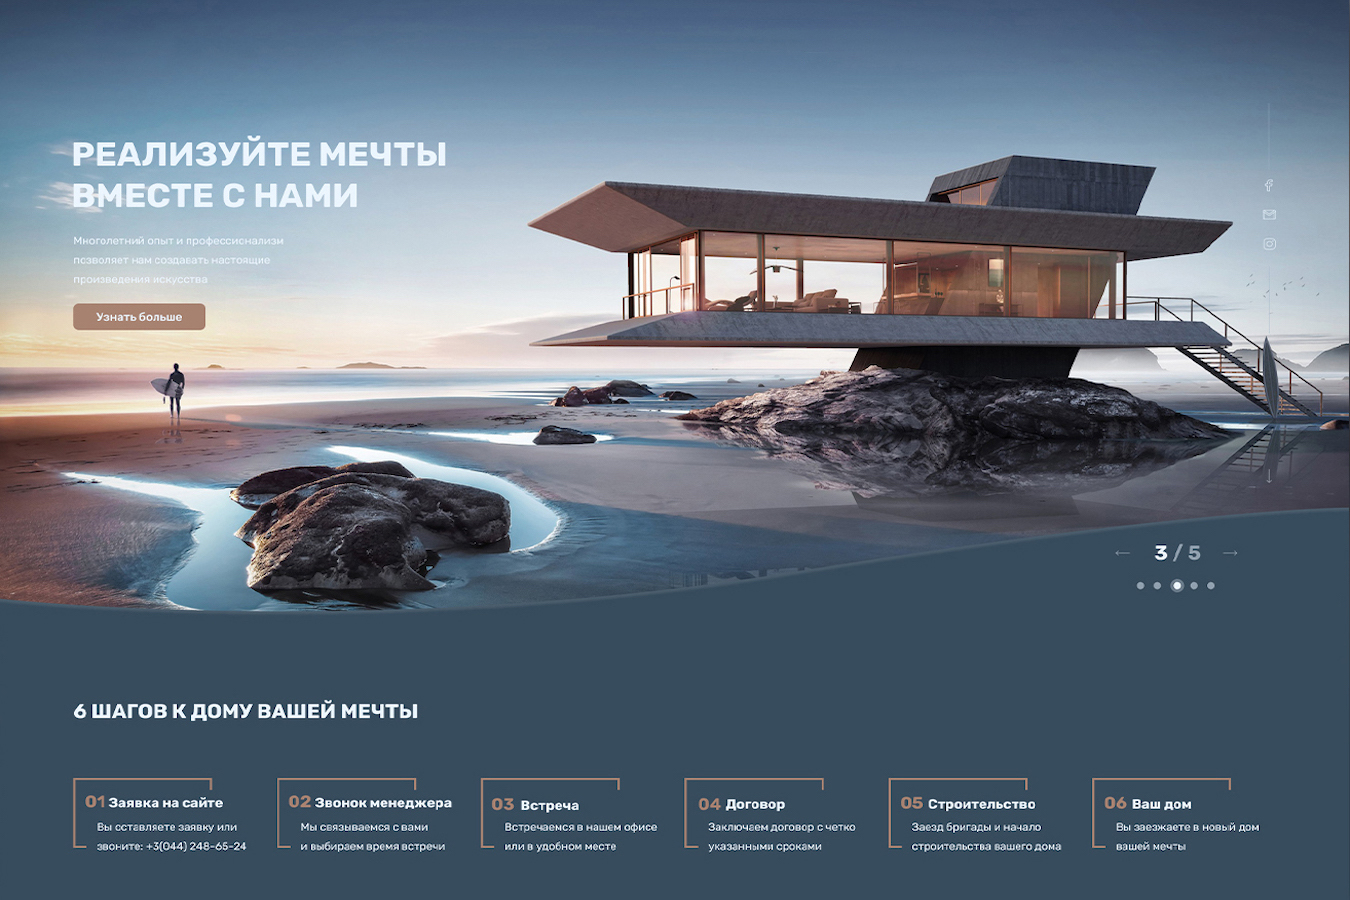 РЕАЛИЗУЙТЕ МЕЧТЫ
ВМЕСТЕ С НАМИ
Многолетний опыт и профессионализм
позволяет нам создавать настоящие
произведения искусства
Узнать больше
3 / 5
6 ШАГОВ К ДОМУ ВАШЕЙ МЕЧТЫ
01 Заявка на сайте
Вы оставляете заявку или
звоните: +3(044) 248-65-24
02 Звонок менеджера
Мы связываемся с вами
и выбираем время встречи
03 Встреча
Встречаемся в нашем офисе
или в удобном месте
04 Договор
Заключаем договор с четко
указанными сроками
05 Строительство
Заезд бригады и начало
строительства вашего дома
06 Ваш дом
Вы заезжаете в новый дом
вашей мечты